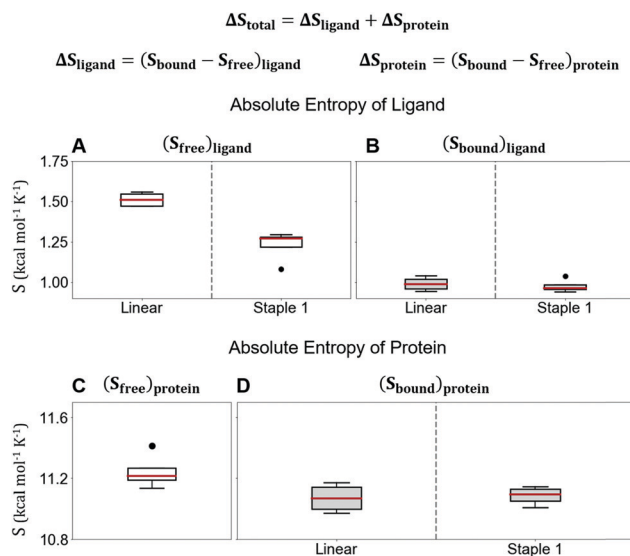 ΔS_total = ΔS_ligand + ΔS_protein
ΔS_ligand = (S_bound − S_free)_ligand ΔS_protein = (S_bound − S_free)_protein
Absolute Entropy of Ligand
A (S_free)_ligand B (S_bound)_ligand
S (kcal mol⁻¹ K⁻¹)
1.75
1.50
1.25
1.00
Linear Staple 1 Linear Staple 1
Absolute Entropy of Protein
C (S_free)_protein D (S_bound)_protein
S (kcal mol⁻¹ K⁻¹)
11.6
11.2
10.8
Linear Staple 1